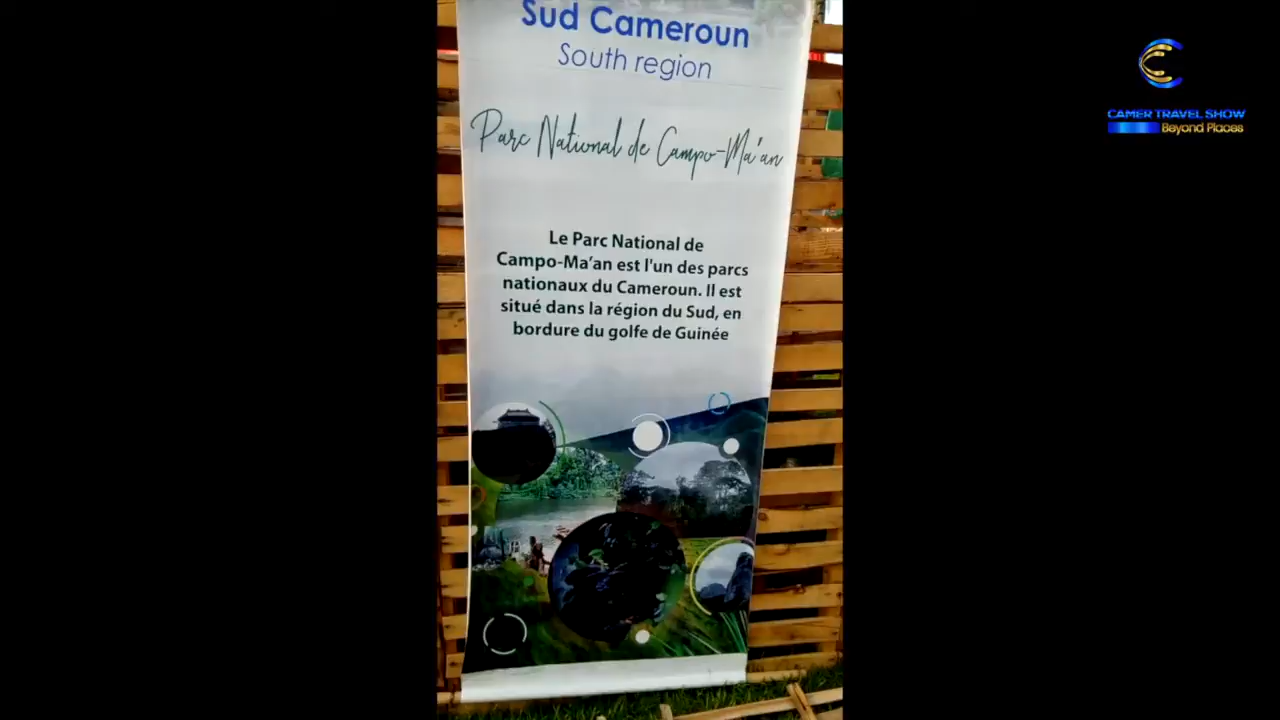 Sud Cameroun
South region
Parc National de Campo-Ma'an
Le Parc National de
Campo-Ma'an est l'un des parcs
nationaux du Cameroun. Il est
situé dans la région du Sud, en
bordure du golfe de Guinée
CAMER TRAVEL SHOW
Beyond Places